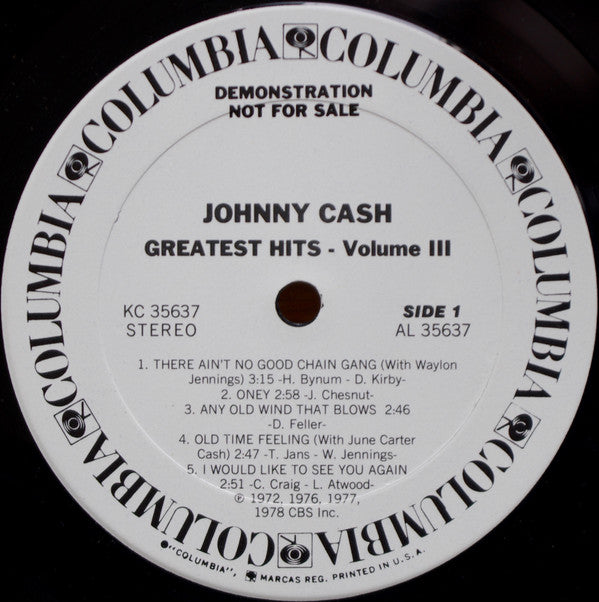 COLUMBIA COLUMBIA COLUMBIA COLUMBIA COLUMBIA COLUMBIA COLUMBIA
DEMONSTRATION
NOT FOR SALE
JOHNNY CASH
GREATEST HITS - Volume III
KC 35637
STEREO
SIDE 1
AL 35637
1. THERE AIN'T NO GOOD CHAIN GANG (With Waylon
Jennings) 3:15 -H. Bynum - D. Kirby-
2. ONEY 2:58 -J. Chesnut-
3. ANY OLD WIND THAT BLOWS 2:46
-D. Feller-
4. OLD TIME FEELING (With June Carter
Cash) 2:47 -T. Jans - W. Jennings-
5. I WOULD LIKE TO SEE YOU AGAIN
2:51 -C. Craig - L. Atwood-
℗ 1972, 1976, 1977,
1978 CBS Inc.
"COLUMBIA", MARCAS REG. PRINTED IN U.S.A.